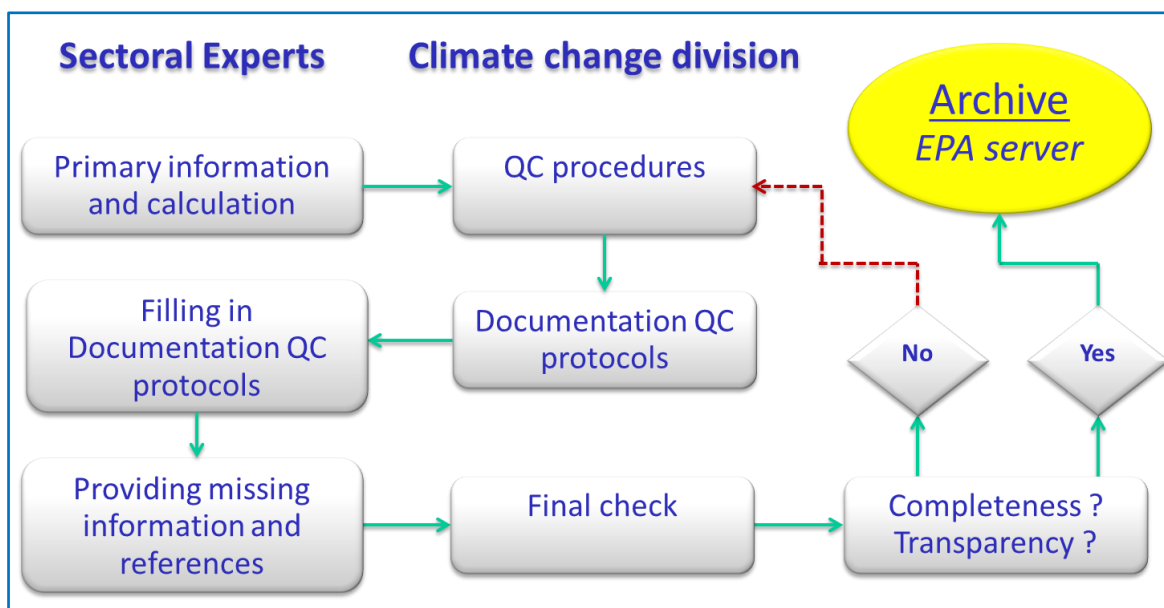 Sectoral Experts
Climate change division
Archive
EPA server
Primary information
and calculation
QC procedures
Filling in
Documentation QC
protocols
Documentation QC
protocols
No
Yes
Providing missing
information and
references
Final check
Completeness ?
Transparency ?